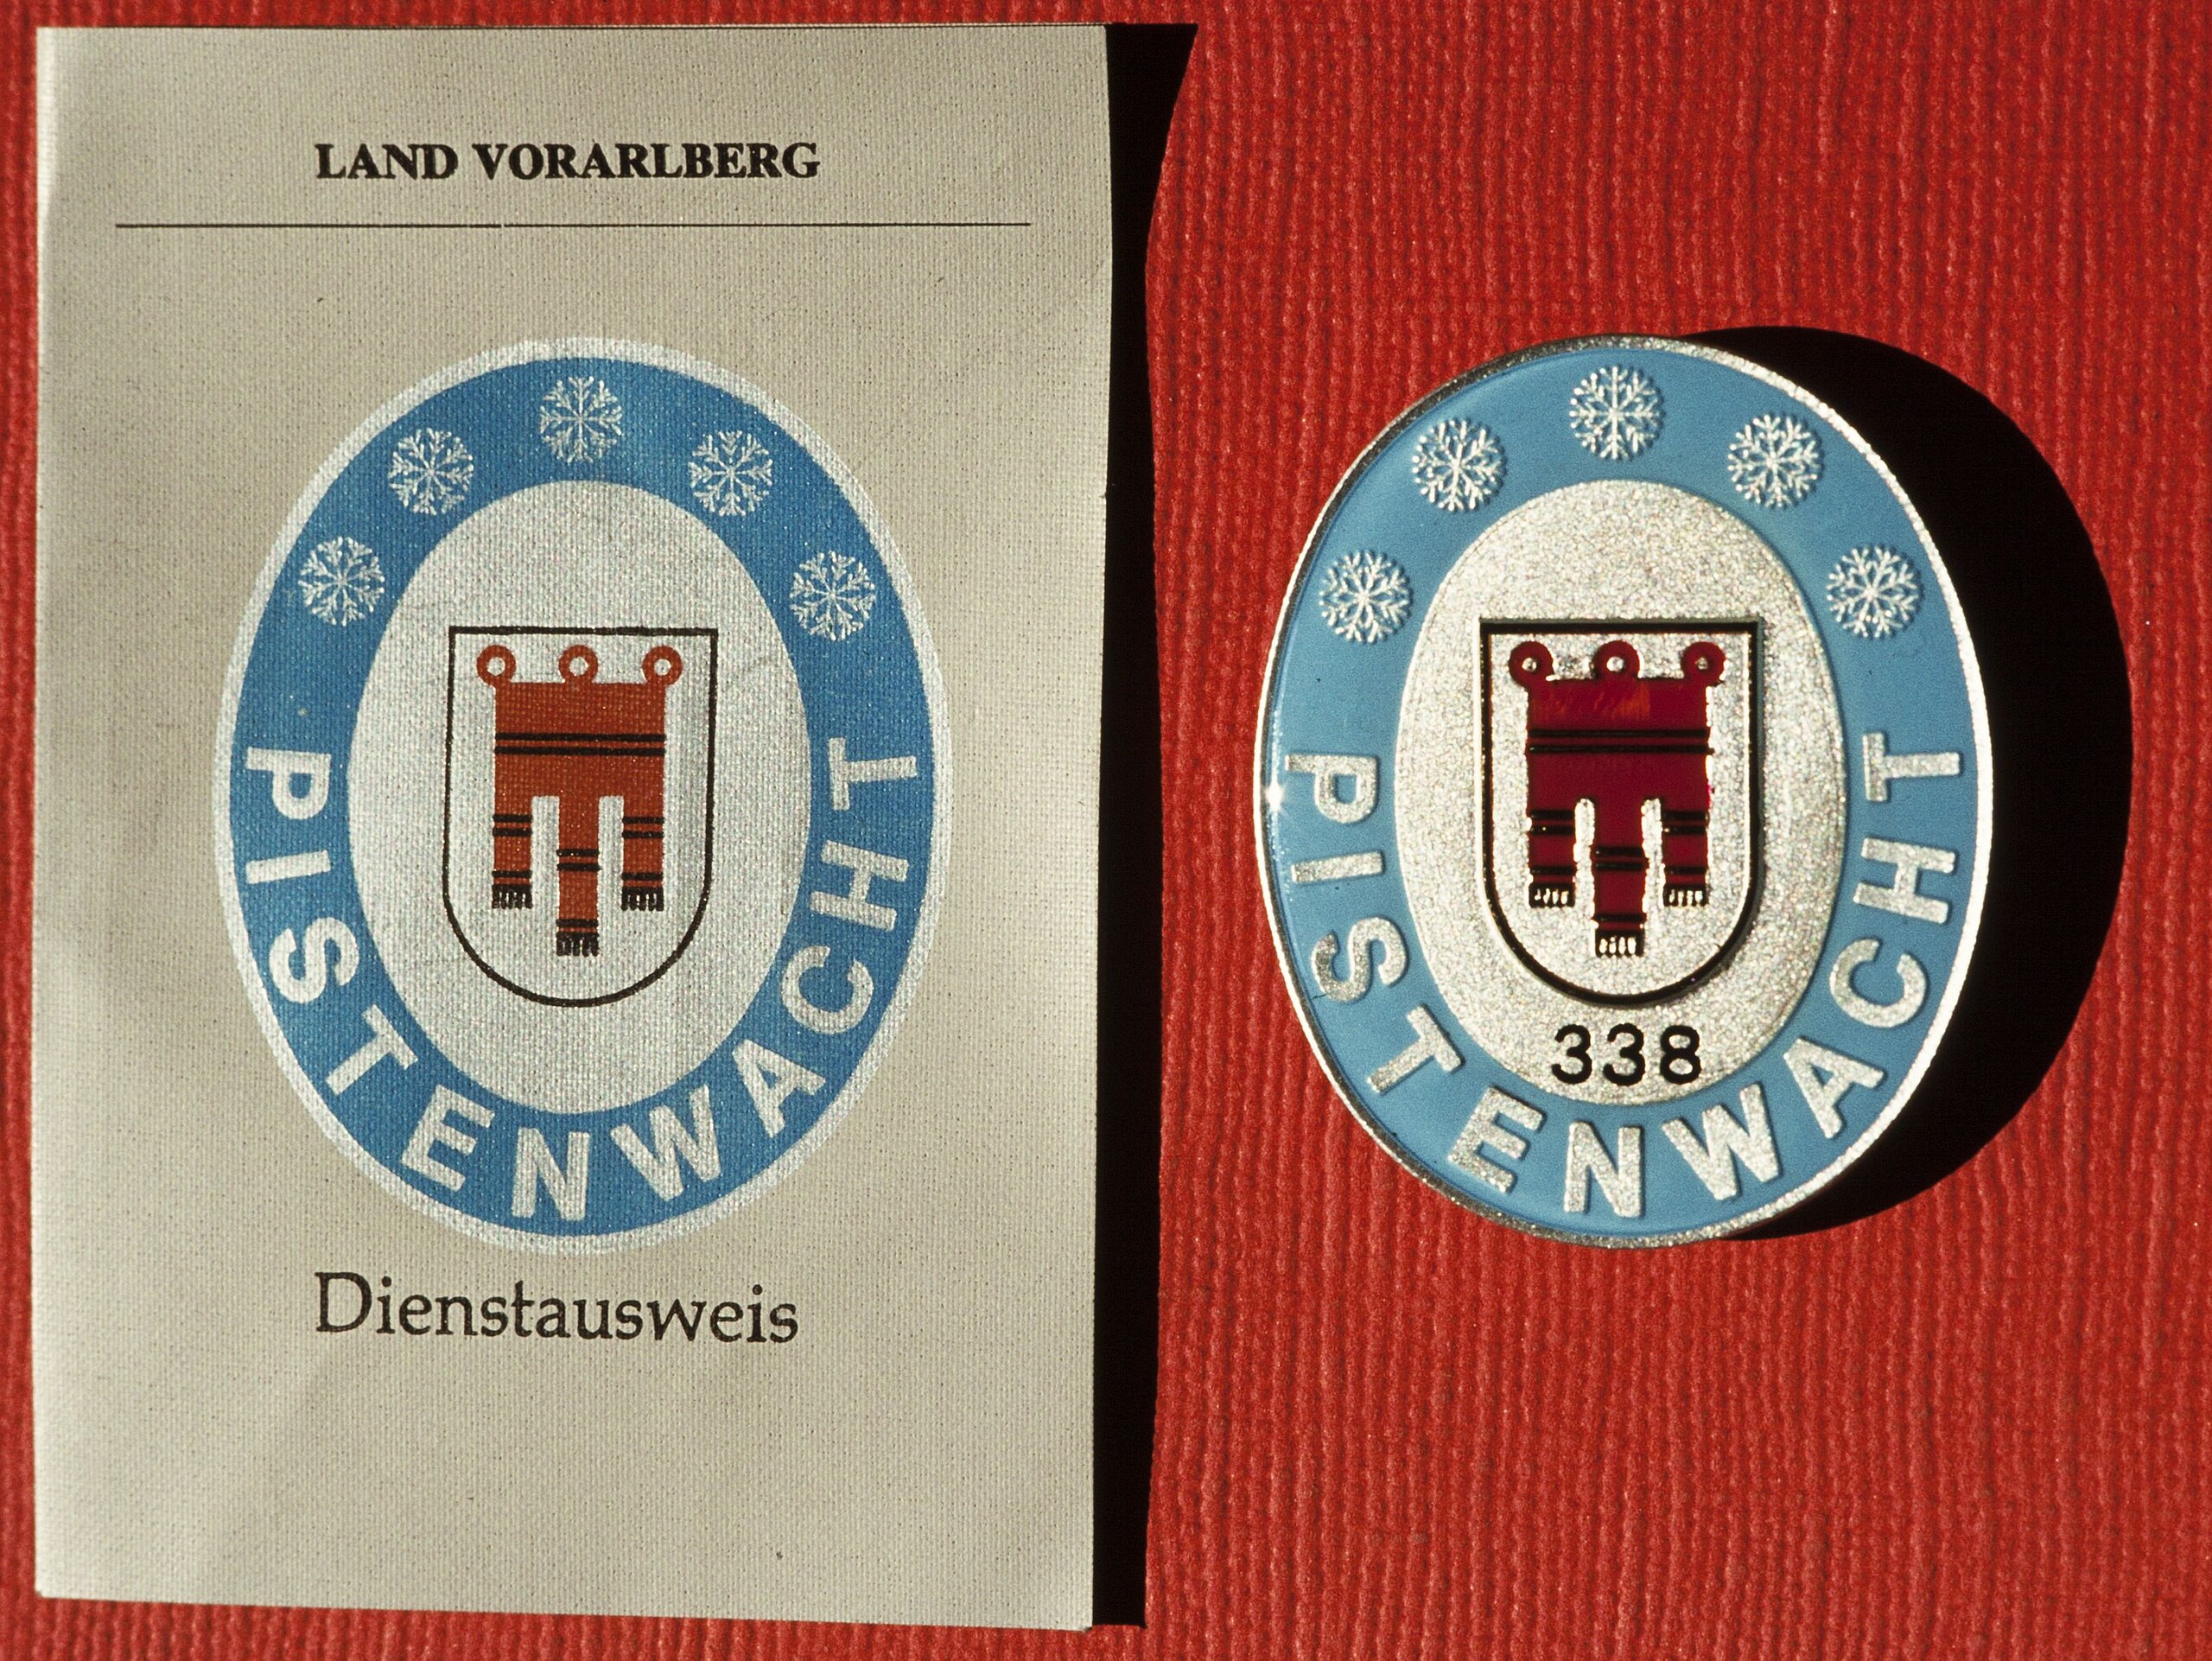 LAND VORARLBERG
PISTENWACHT
Dienstausweis
338
PISTENWACHT